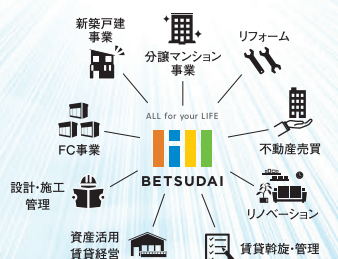 新築戸建
事業
分譲マンション
事業
リフォーム
ALL for your LIFE
FC事業
不動産売買
BETSUDAI
設計・施工
管理
リノベーション
資産活用
賃貸経営
賃貸斡旋・管理